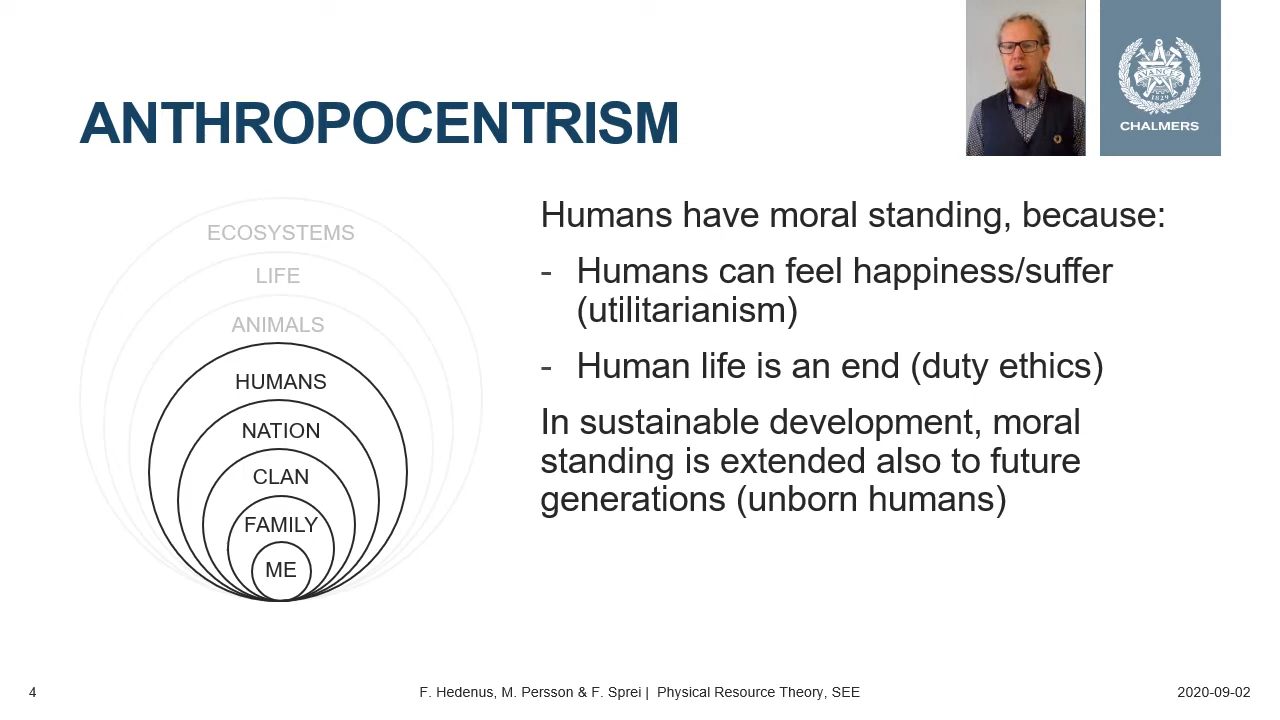 ANTHROPOCENTRISM
AVANCEZ
1829
CHALMERS
ECOSYSTEMS
LIFE
ANIMALS
HUMANS
NATION
CLAN
FAMILY
ME
Humans have moral standing, because:
- Humans can feel happiness/suffer
(utilitarianism)
- Human life is an end (duty ethics)
In sustainable development, moral
standing is extended also to future
generations (unborn humans)
4
F. Hedenus, M. Persson & F. Sprei | Physical Resource Theory, SEE
2020-09-02